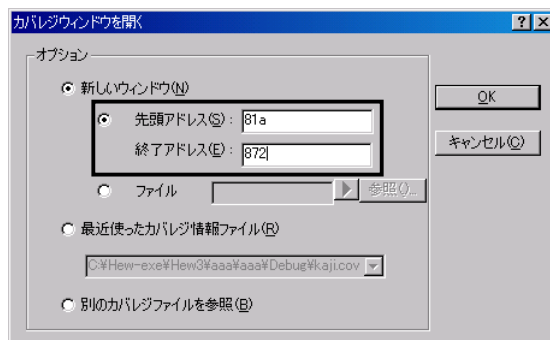 カバレジウィンドウを開く
オプション
新しいウィンドウ(N)
先頭アドレス(S): 81a
終了アドレス(E): 872
ファイル 参照()...
最近使ったカバレジ情報ファイル(R)
C:¥Hew-exe¥Hew3¥aaa¥aaa¥Debug¥kaji.cov
別のカバレジファイルを参照(B)
OK
キャンセル(C)